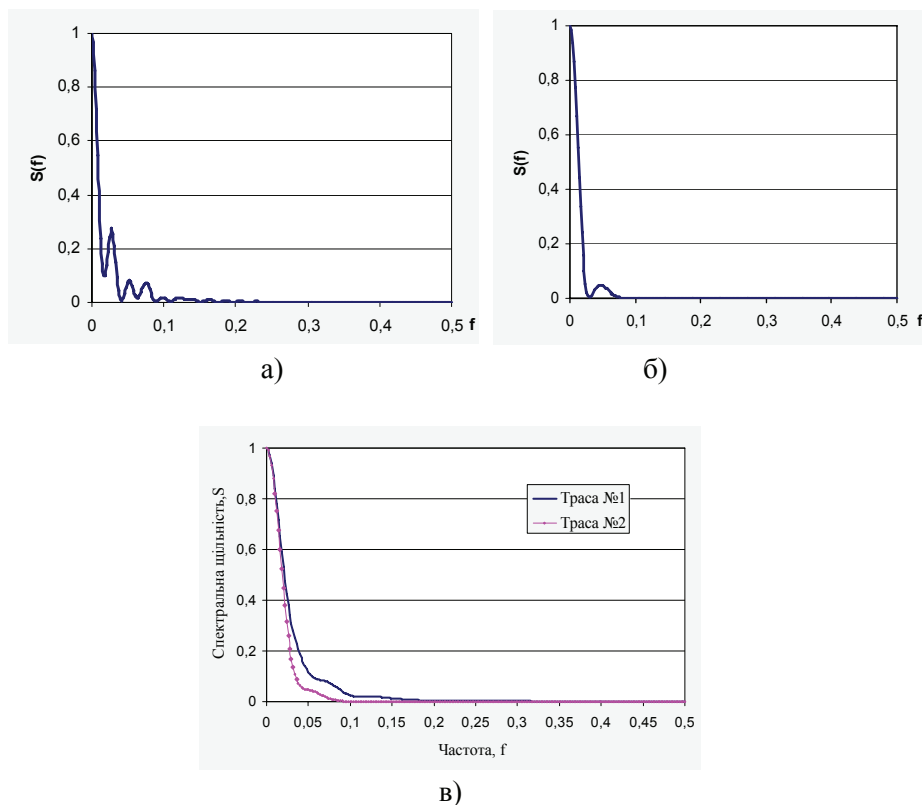 S(f)
1
0,8
0,6
0,4
0,2
0
0 0,1 0,2 0,3 0,4 0,5 f
а)
S(f)
1
0,8
0,6
0,4
0,2
0
0 0,1 0,2 0,3 0,4 0,5 f
б)
Спектральна щільність,S
1
0,8
0,6
0,4
0,2
0
Траса №1
Траса №2
0 0,05 0,1 0,15 0,2 0,25 0,3 0,35 0,4 0,45 0,5
Частота, f
в)